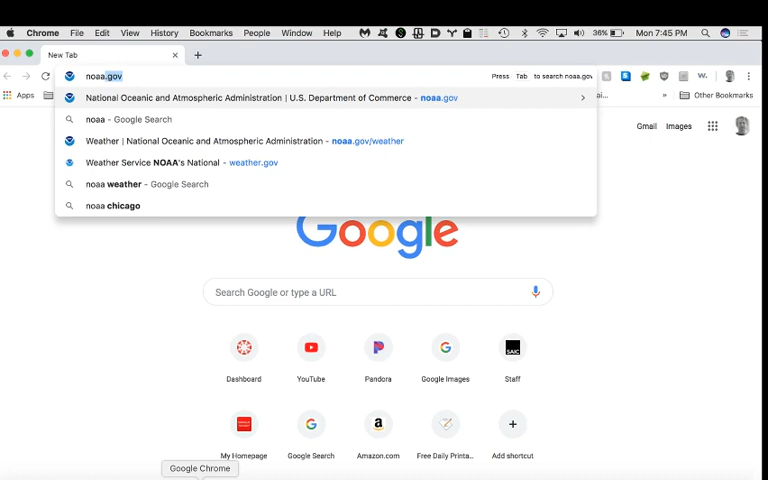 Chrome File Edit View History Bookmarks People Window Help 36% Mon 7:45 PM
New Tab
noaa.gov Press Tab to search noaa.gov
Apps Other Bookmarks
National Oceanic and Atmospheric Administration | U.S. Department of Commerce - noaa.gov
noaa - Google Search
Weather | National Oceanic and Atmospheric Administration - noaa.gov/weather
Weather Service NOAA's National - weather.gov
noaa weather - Google Search
noaa chicago
Gmail Images
Google
Search Google or type a URL
SAIC
Dashboard YouTube Pandora Google Images Staff
My Homepage Google Search Amazon.com Free Daily Printa... Add shortcut
Google Chrome